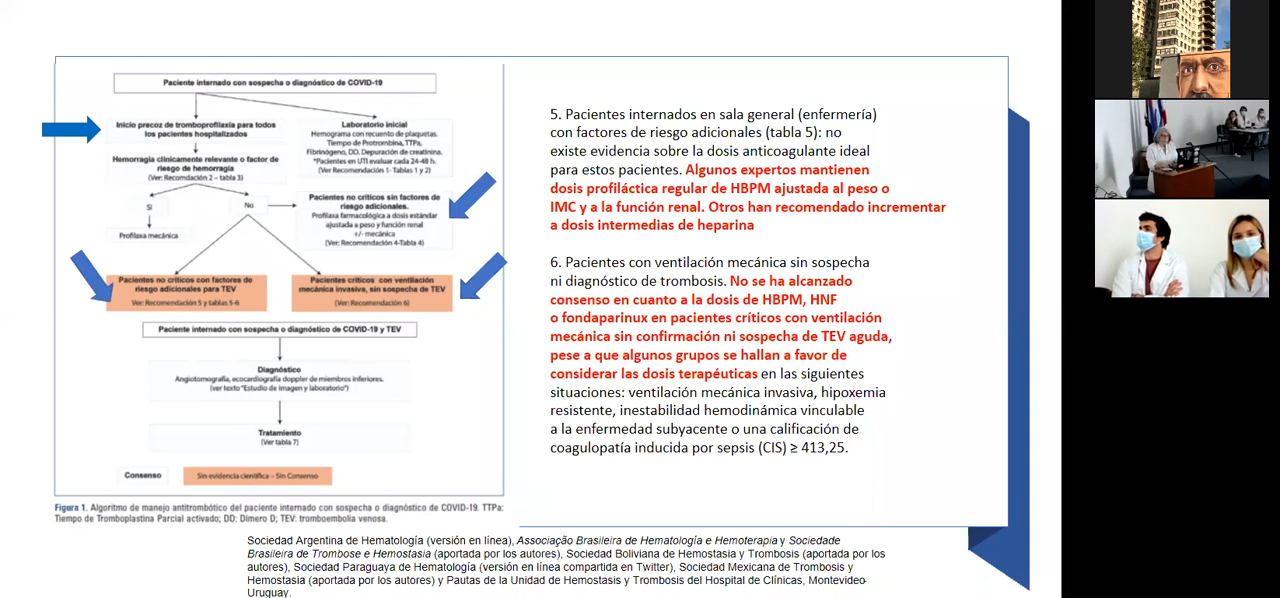 Paciente internado con sospecha o diagnóstico de COVID-19
Inicio precoz de tromboprofilaxia para todos
los pacientes hospitalizados
Hemorragia clínicamente relevante o factor de
riesgo de hemorragia
(Ver: Recomndación 2 – tabla 3)
Si
No
Profilaxia mecánica
Laboratorio inicial
Hemograma con recuento de plaquetas.
Tiempo de Protrombina, TTPa,
Fibrinógeno, DD. Depuración de creatinina.
*Pacientes en UTI evaluar cada 24-48 h.
(Ver Recomendación 1- Tablas 1 y 2)
Pacientes no críticos sin factores de
riesgo adicionales.
Profilaxa farmacológica a dosis estándar
ajustada a peso y función renal
+/- mecánica
(Ver: Recomendación 4-Tabla 4)
Pacientes no críticos con factores de
riesgo adicionales para TEV
Ver: Recomendación 5 y tablas 5-6
Pacientes críticos con ventilación
mecánica invasiva, sin sospecha de TEV
(Ver: Recomendación 6)
Paciente internado con sospecha o diagnóstico de COVID-19 y TEV
Diagnóstico
Angiotomografía, ecocardiografía doppler de miembros inferiores.
(ver texto "Estudio de imagen y laboratorio")
Tratamiento
(Ver tabla 7)
Consenso
Sin evidencia científica – Sin Consenso
Figura 1. Algoritmo de manejo antitrombótico del paciente internado con sospecha o diagnóstico de COVID-19. TTPa:
Tiempo de Tromboplastina Parcial activado; DD: Dímero D; TEV: tromboembolia venosa.
5. Pacientes internados en sala general (enfermería)
con factores de riesgo adicionales (tabla 5): no
existe evidencia sobre la dosis anticoagulante ideal
para estos pacientes. Algunos expertos mantienen
dosis profiláctica regular de HBPM ajustada al peso o
IMC y a la función renal. Otros han recomendado incrementar
a dosis intermedias de heparina
6. Pacientes con ventilación mecánica sin sospecha
ni diagnóstico de trombosis. No se ha alcanzado
consenso en cuanto a la dosis de HBPM, HNF
o fondaparinux en pacientes críticos con ventilación
mecánica sin confirmación ni sospecha de TEV aguda,
pese a que algunos grupos se hallan a favor de
considerar las dosis terapéuticas en las siguientes
situaciones: ventilación mecánica invasiva, hipoxemia
resistente, inestabilidad hemodinámica vinculable
a la enfermedad subyacente o una calificación de
coagulopatía inducida por sepsis (CIS) ≥ 413,25.
Sociedad Argentina de Hematología (versión en línea), Associação Brasileira de Hematologia e Hemoterapia y Sociedade
Brasileira de Trombose e Hemostasia (aportada por los autores), Sociedad Boliviana de Hemostasia y Trombosis (aportada por los
autores), Sociedad Paraguaya de Hematología (versión en línea compartida en Twitter), Sociedad Mexicana de Trombosis y
Hemostasia (aportada por los autores) y Pautas de la Unidad de Hemostasis y Trombosis del Hospital de Clínicas, Montevideo-
Uruguay.